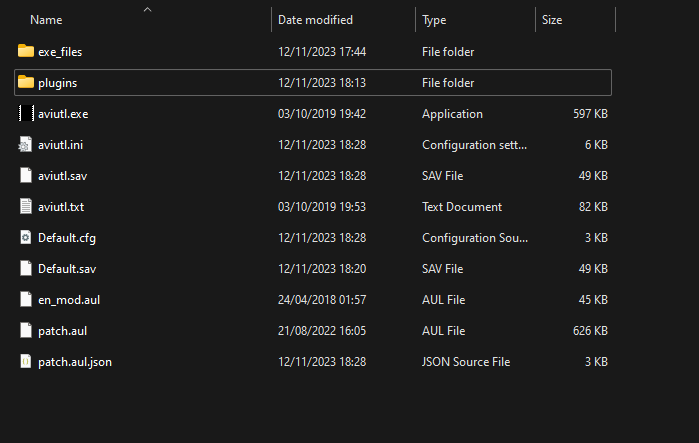 Name Date modified Type Size
exe_files 12/11/2023 17:44 File folder
plugins 12/11/2023 18:13 File folder
aviutl.exe 03/10/2019 19:42 Application 597 KB
aviutl.ini 12/11/2023 18:28 Configuration sett... 6 KB
aviutl.sav 12/11/2023 18:28 SAV File 49 KB
aviutl.txt 03/10/2019 19:53 Text Document 82 KB
Default.cfg 12/11/2023 18:28 Configuration Sou... 3 KB
Default.sav 12/11/2023 18:20 SAV File 49 KB
en_mod.aul 24/04/2018 01:57 AUL File 45 KB
patch.aul 21/08/2022 16:05 AUL File 626 KB
patch.aul.json 12/11/2023 18:28 JSON Source File 3 KB